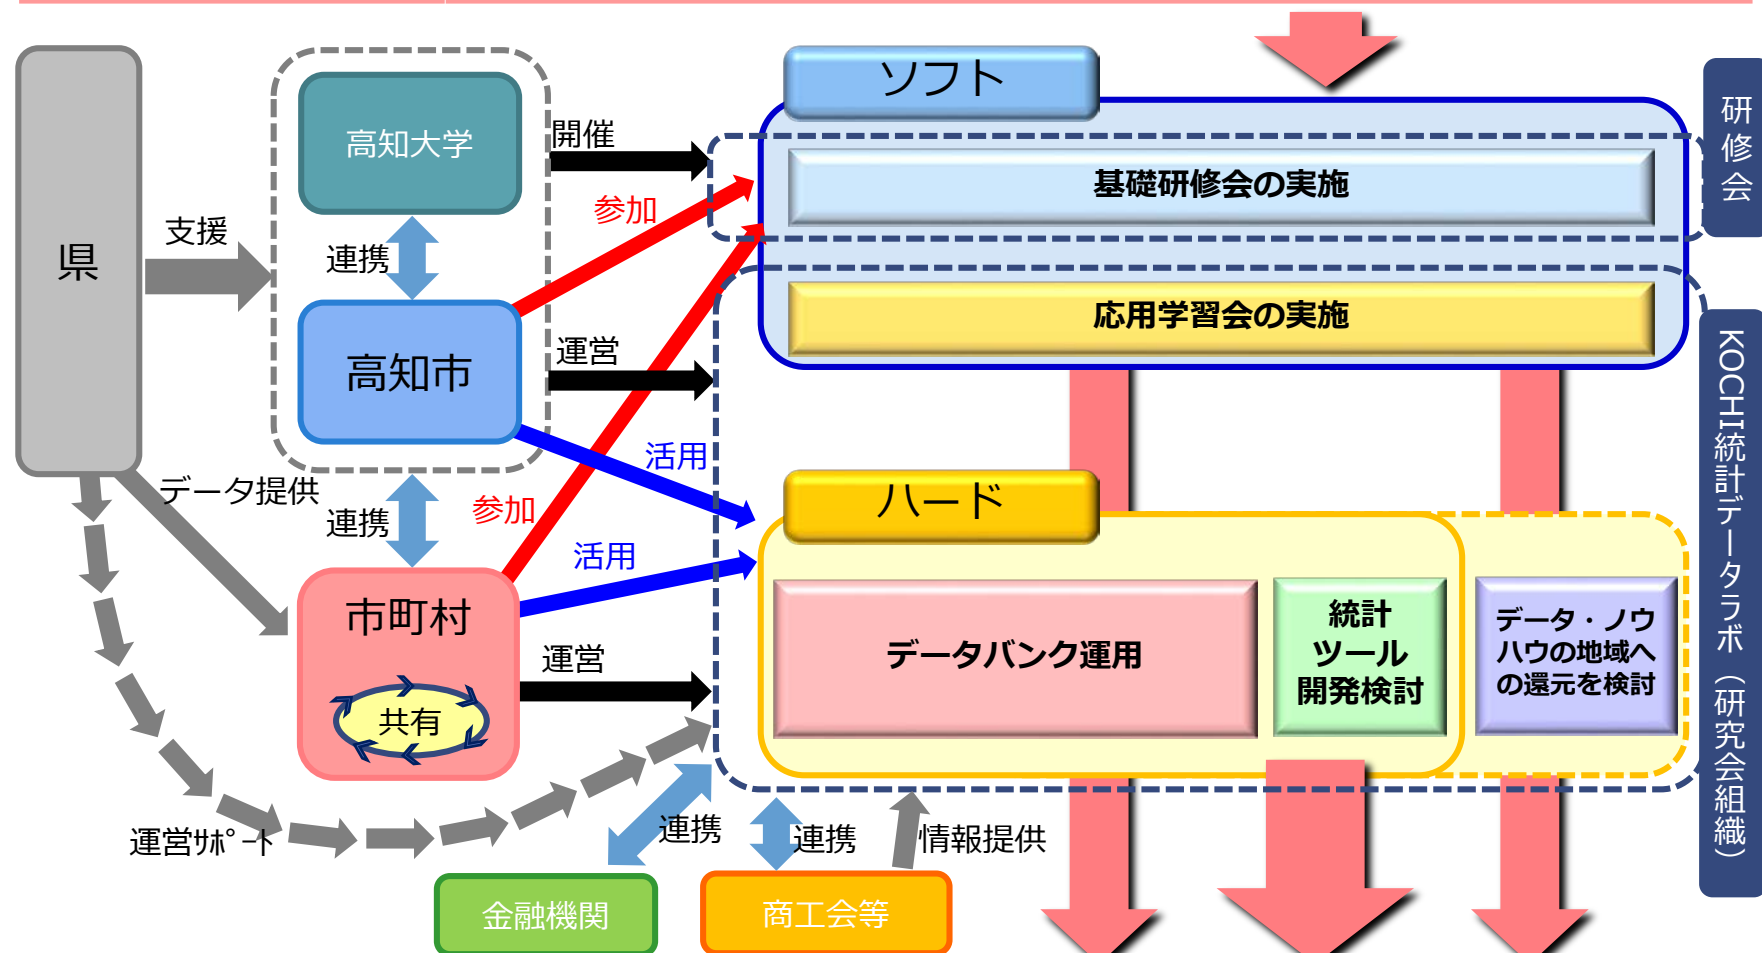 県
支援
高知大学
連携
高知市
開催
参加
運営
活用
データ提供
連携
参加
活用
市町村
共有
運営
運営ｻﾎﾟｰﾄ
ソフト
基礎研修会の実施
応用学習会の実施
ハード
データバンク運用
統計
ツール
開発検討
データ・ノウ
ハウの地域へ
の還元を検討
研修会
KOCHI統計データラボ（研究会組織）
連携
連携
情報提供
金融機関
商工会等